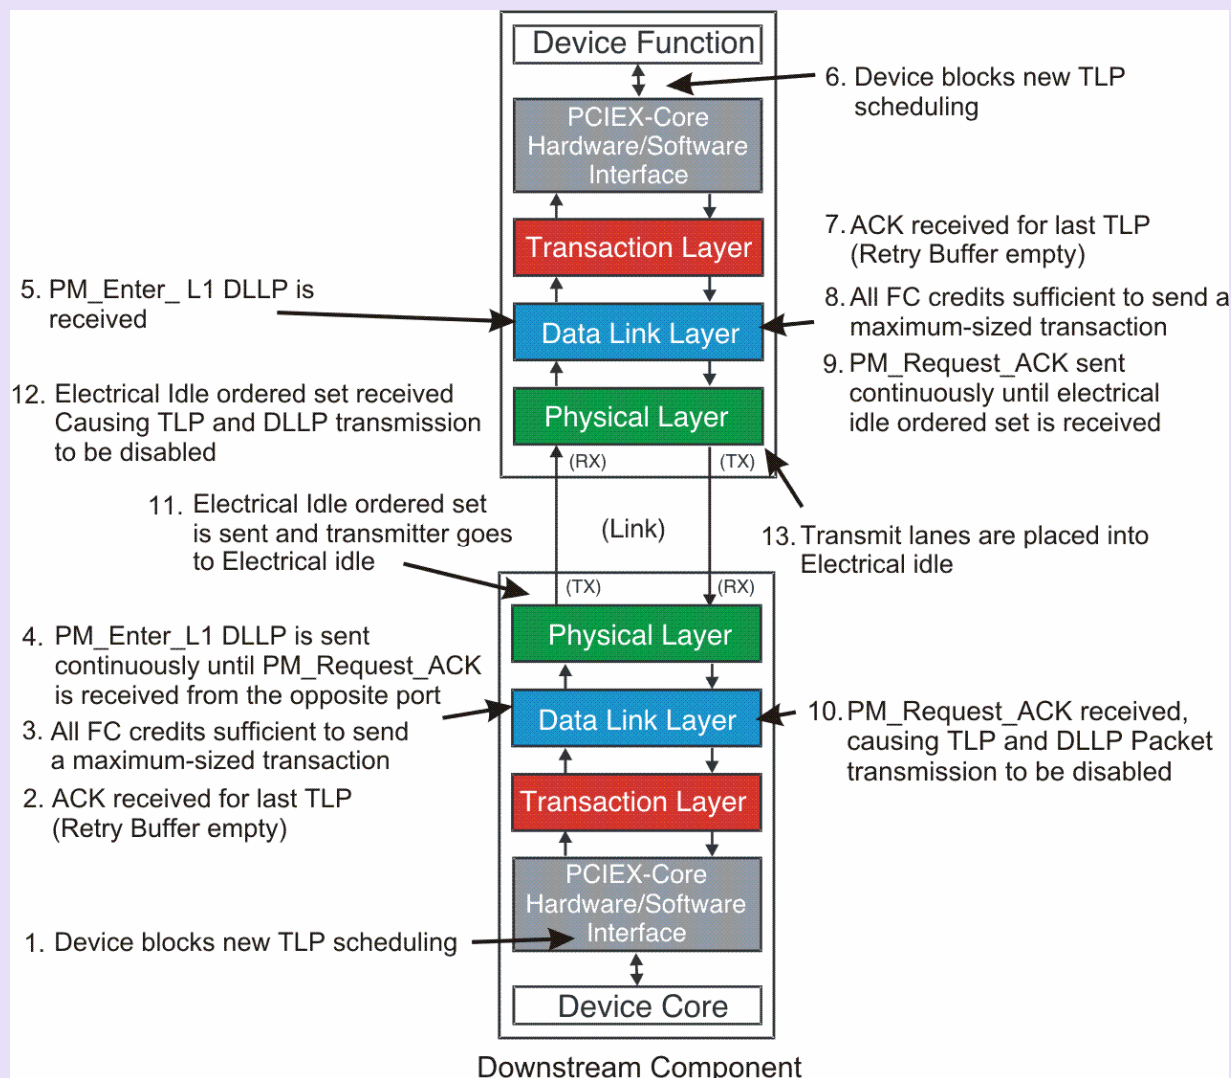 Device Function
6. Device blocks new TLP
scheduling
PCIEX-Core
Hardware/Software
Interface
7. ACK received for last TLP
(Retry Buffer empty)
Transaction Layer
5. PM_Enter_ L1 DLLP is
received
8. All FC credits sufficient to send a
maximum-sized transaction
Data Link Layer
9. PM_Request_ACK sent
continuously until electrical
idle ordered set is received
12. Electrical Idle ordered set received
Causing TLP and DLLP transmission
to be disabled
Physical Layer
(RX)
(TX)
11. Electrical Idle ordered set
is sent and transmitter goes
to Electrical idle
(Link)
13. Transmit lanes are placed into
Electrical idle
(TX)
(RX)
Physical Layer
4. PM_Enter_L1 DLLP is sent
continuously until PM_Request_ACK
is received from the opposite port
Data Link Layer
10. PM_Request_ACK received,
causing TLP and DLLP Packet
transmission to be disabled
3. All FC credits sufficient to send
a maximum-sized transaction
2. ACK received for last TLP
(Retry Buffer empty)
Transaction Layer
PCIEX-Core
Hardware/Software
Interface
1. Device blocks new TLP scheduling
Device Core
Downstream Component